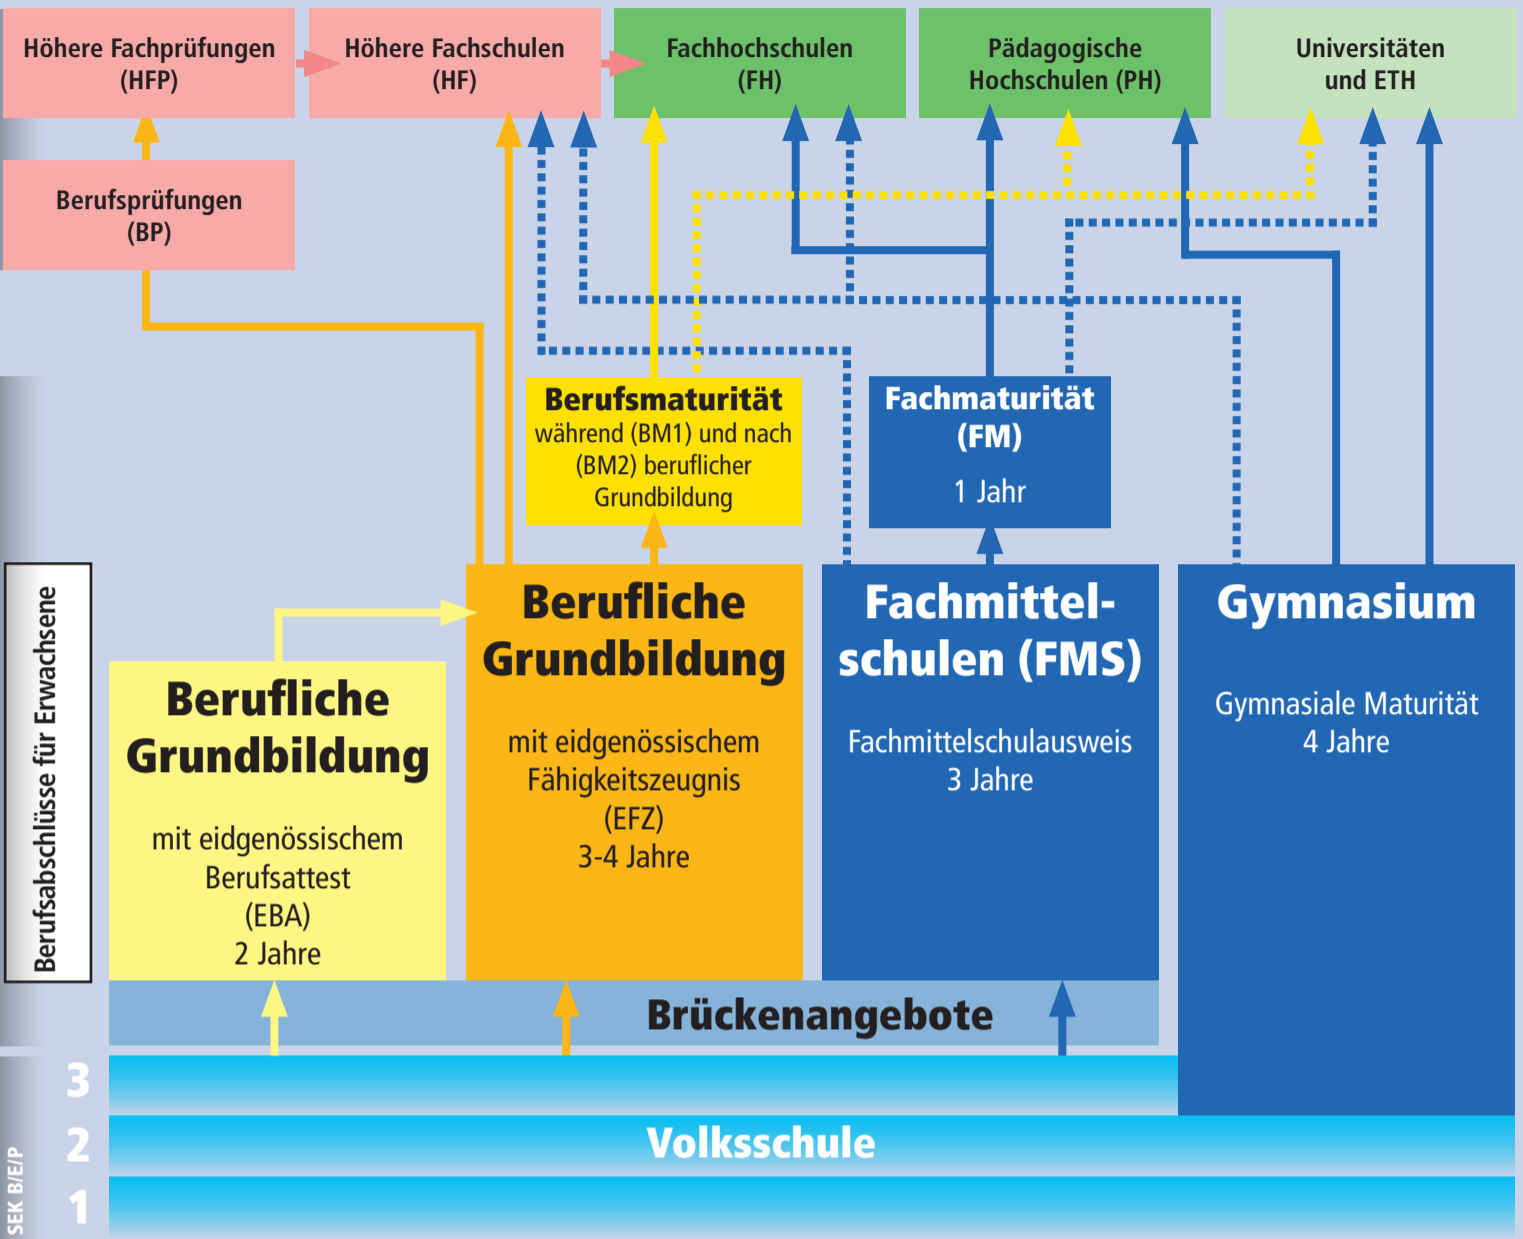 Höhere Fachprüfungen
(HFP)
Höhere Fachschulen
(HF)
Fachhochschulen
(FH)
Pädagogische
Hochschulen (PH)
Universitäten
und ETH
Berufsprüfungen
(BP)
Berufsmaturität
während (BM1) und nach
(BM2) beruflicher
Grundbildung
Fachmaturität
(FM)
1 Jahr
Berufsabschlüsse für Erwachsene
Berufliche
Grundbildung
mit eidgenössischem
Berufsattest
(EBA)
2 Jahre
Berufliche
Grundbildung
mit eidgenössischem
Fähigkeitszeugnis
(EFZ)
3-4 Jahre
Fachmittel-
schulen (FMS)
Fachmittelschulausweis
3 Jahre
Gymnasium
Gymnasiale Maturität
4 Jahre
Brückenangebote
3
2
Volksschule
1
SEK B/E/P